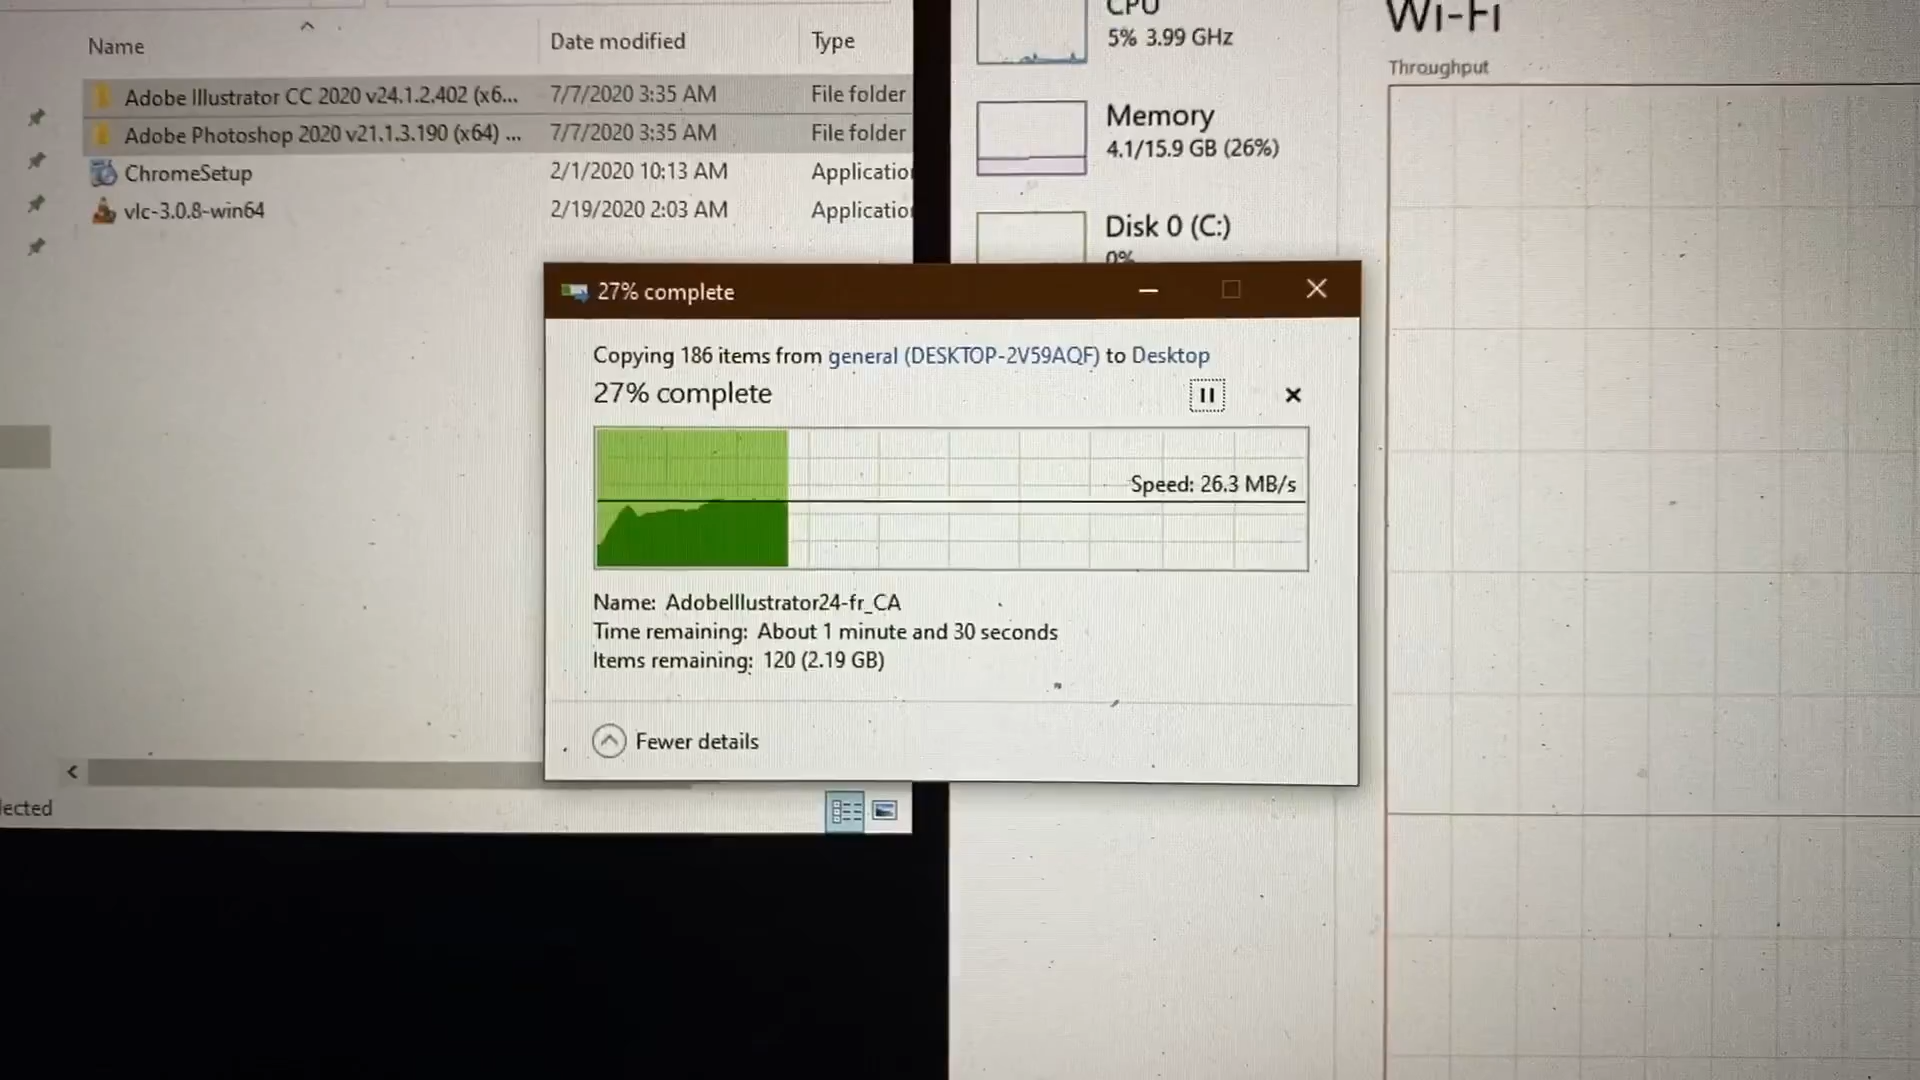 Name
Date modified
Type
Adobe Illustrator CC 2020 v24.1.2.402 (x6...
7/7/2020 3:35 AM
File folder
Adobe Photoshop 2020 v21.1.3.190 (x64) ...
7/7/2020 3:35 AM
File folder
ChromeSetup
2/1/2020 10:13 AM
Applicatio
vlc-3.0.8-win64
2/19/2020 2:03 AM
Applicatio
lected
CPU
5% 3.99 GHz
Memory
4.1/15.9 GB (26%)
Disk 0 (C:)
0%
Wi-Fi
Throughput
27% complete
Copying 186 items from general (DESKTOP-2V59AQF) to Desktop
27% complete
Speed: 26.3 MB/s
Name: AdobeIllustrator24-fr_CA
Time remaining: About 1 minute and 30 seconds
Items remaining: 120 (2.19 GB)
Fewer details